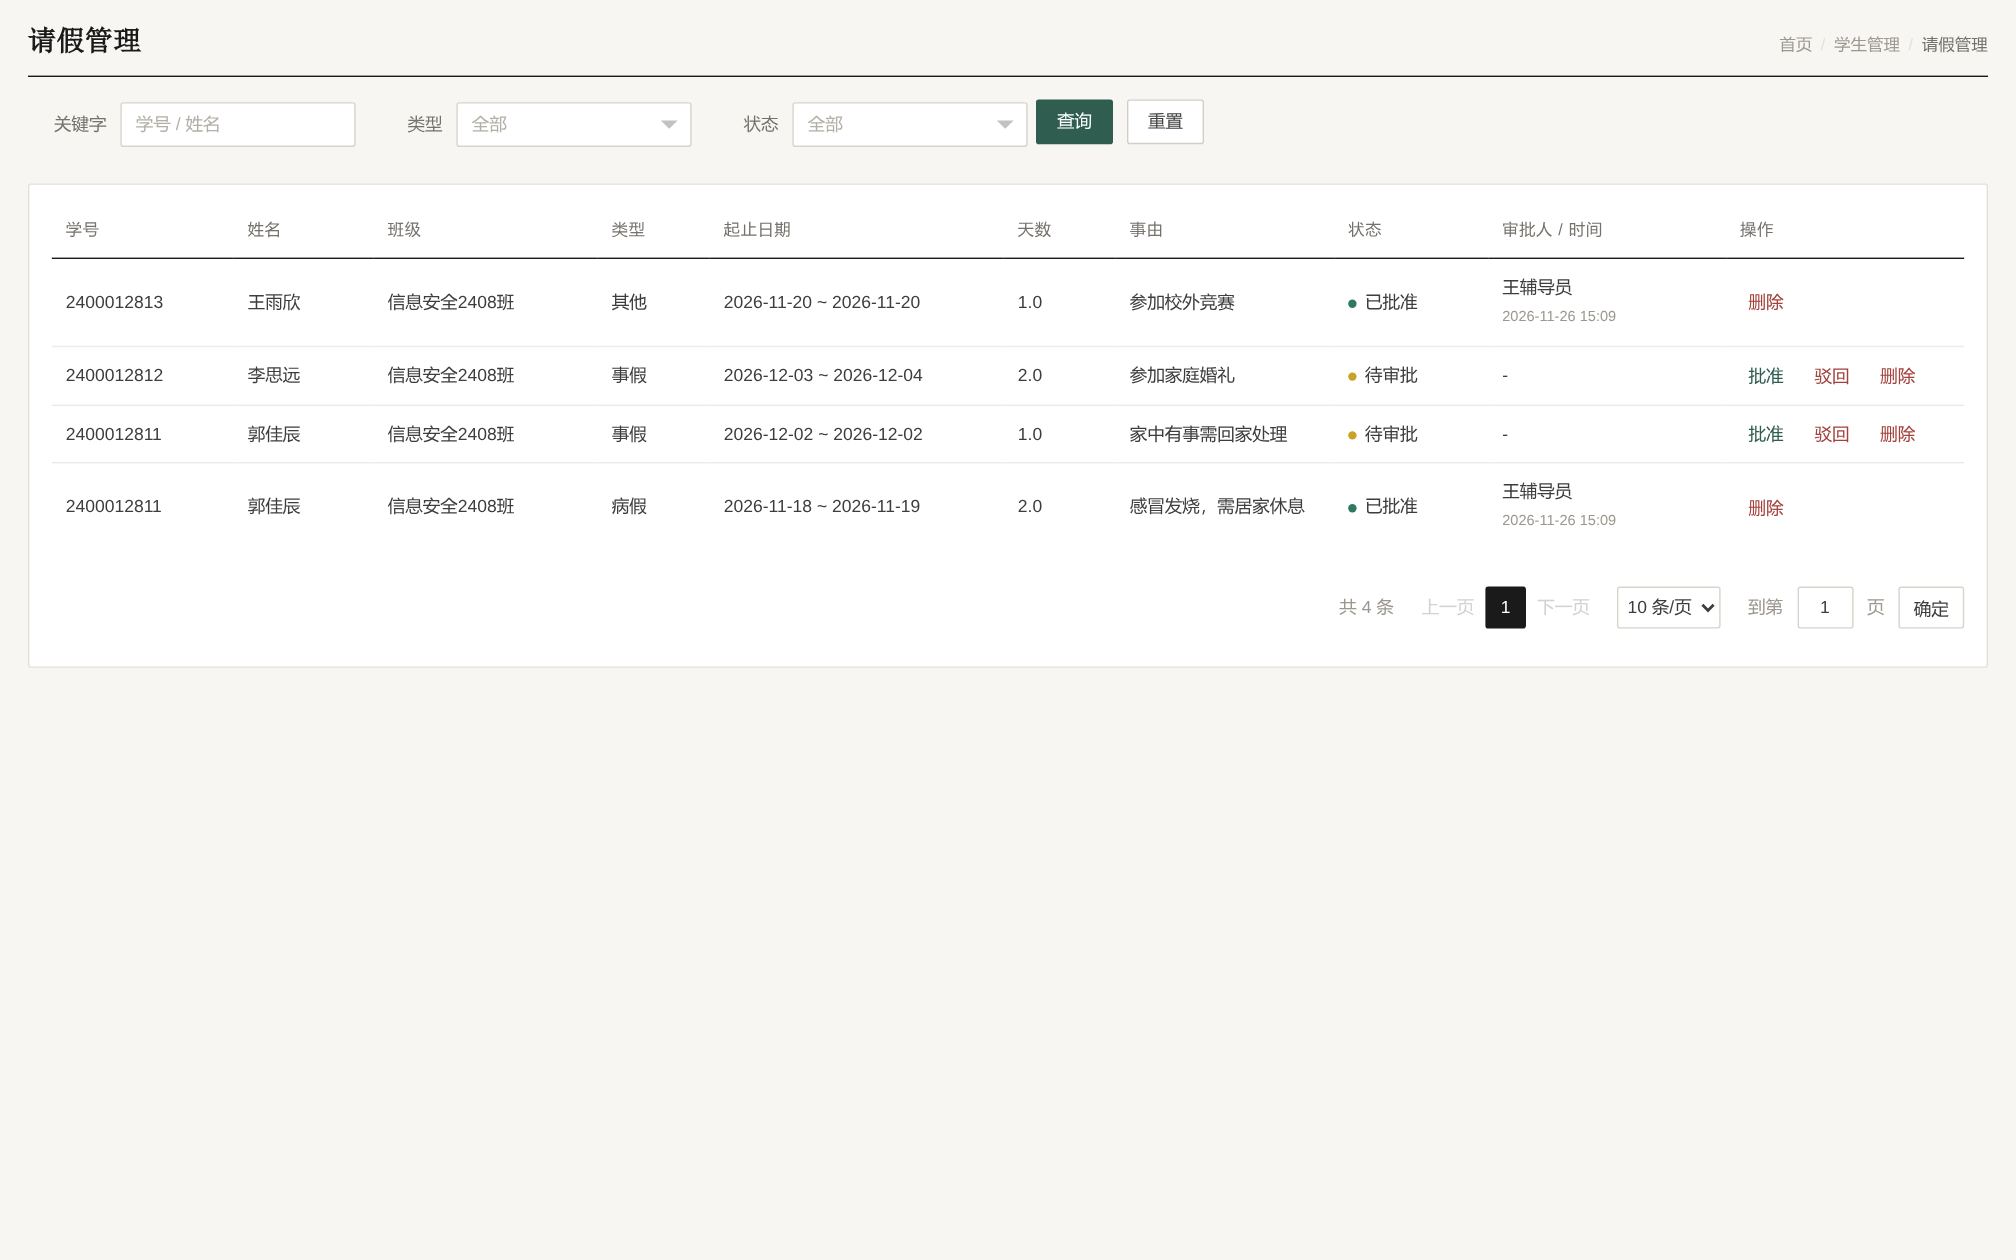 请假管理
首页 / 学生管理 / 请假管理
关键字 学号 / 姓名 类型 全部 状态 全部 查询 重置
学号 姓名 班级 类型 起止日期 天数 事由 状态 审批人 / 时间 操作
2400012813 王雨欣 信息安全2408班 其他 2026-11-20 ~ 2026-11-20 1.0 参加校外竞赛 已批准 王辅导员 删除
2026-11-26 15:09
2400012812 李思远 信息安全2408班 事假 2026-12-03 ~ 2026-12-04 2.0 参加家庭婚礼 待审批 - 批准 驳回 删除
2400012811 郭佳辰 信息安全2408班 事假 2026-12-02 ~ 2026-12-02 1.0 家中有事需回家处理 待审批 - 批准 驳回 删除
2400012811 郭佳辰 信息安全2408班 病假 2026-11-18 ~ 2026-11-19 2.0 感冒发烧，需居家休息 已批准 王辅导员 删除
2026-11-26 15:09
共 4 条 上一页 1 下一页 10 条/页 到第 1 页 确定